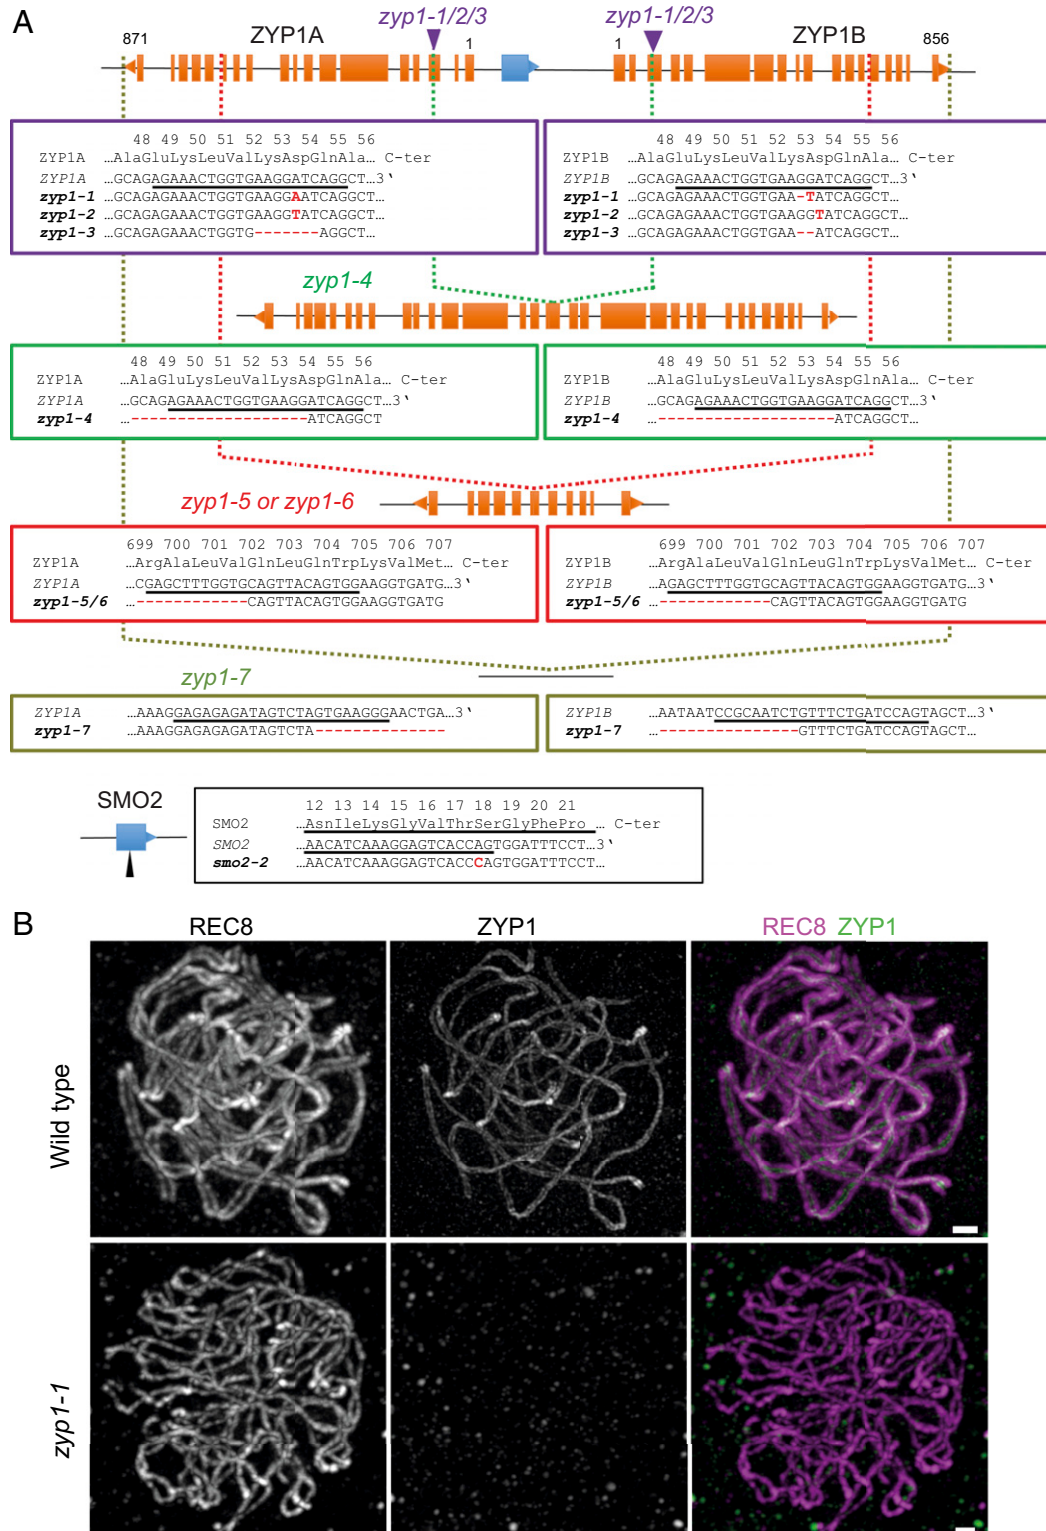 A
zyp1-1/2/3 zyp1-1/2/3
871 ZYP1A 1 1 ZYP1B 856
48 49 50 51 52 53 54 55 56
ZYP1A …AlaGluLysLeuValLysAspGlnAla… C-ter
ZYP1A …GCAGAGAAACTGGTGAAGGATCAGGCT…3‘
zyp1-1 …GCAGAGAAACTGGTGAAGGAATCAGGCT…
zyp1-2 …GCAGAGAAACTGGTGAAGGTATCAGGCT…
zyp1-3 …GCAGAGAAACTGGTG-------AGGCT…
48 49 50 51 52 53 54 55 56
ZYP1B …AlaGluLysLeuValLysAspGlnAla… C-ter
ZYP1B …GCAGAGAAACTGGTGAAGGATCAGGCT…3‘
zyp1-1 …GCAGAGAAACTGGTGAA-TATCAGGCT…
zyp1-2 …GCAGAGAAACTGGTGAAGGTATCAGGCT…
zyp1-3 …GCAGAGAAACTGGTGAA--ATCAGGCT…
zyp1-4
48 49 50 51 52 53 54 55 56
ZYP1A …AlaGluLysLeuValLysAspGlnAla… C-ter
ZYP1A …GCAGAGAAACTGGTGAAGGATCAGGCT…3‘
zyp1-4 …-------------------ATCAGGCT
48 49 50 51 52 53 54 55 56
ZYP1B …AlaGluLysLeuValLysAspGlnAla… C-ter
ZYP1B …GCAGAGAAACTGGTGAAGGATCAGGCT…3‘
zyp1-4 …-------------------ATCAGGCT…
zyp1-5 or zyp1-6
699 700 701 702 703 704 705 706 707
ZYP1A …ArgAlaLeuValGlnLeuGlnTrpLysValMet… C-ter
ZYP1A …CGAGCTTTGGTGCAGTTACAGTGGAAGGTGATG…3‘
zyp1-5/6 …------------CAGTTACAGTGGAAGGTGATG
699 700 701 702 703 704 705 706 707
ZYP1B …ArgAlaLeuValGlnLeuGlnTrpLysValMet… C-ter
ZYP1B …AGAGCTTTGGTGCAGTTACAGTGGAAGGTGATG…3‘
zyp1-5/6 …------------CAGTTACAGTGGAAGGTGATG
zyp1-7
ZYP1A …AAAGGAGAGAGATAGTCTAGTGAAGGGAACTGA…3‘
zyp1-7 …AAAGGAGAGAGATAGTCTA--------------
ZYP1B …AATAATCCGCAATCTGTTTCTGATCCAGTAGCT…3‘
zyp1-7 …---------------GTTTCTGATCCAGTAGCT…
SMO2
12 13 14 15 16 17 18 19 20 21
SMO2 …AsnIleLysGlyValThrSerGlyPhePro … C-ter
SMO2 …AACATCAAAGGAGTCACCAGTGGATTTCCT…3‘
smo2-2 …AACATCAAAGGAGTCACCCAGTGGATTTCCT…
B
REC8 ZYP1 REC8 ZYP1
Wild type
zyp1-1